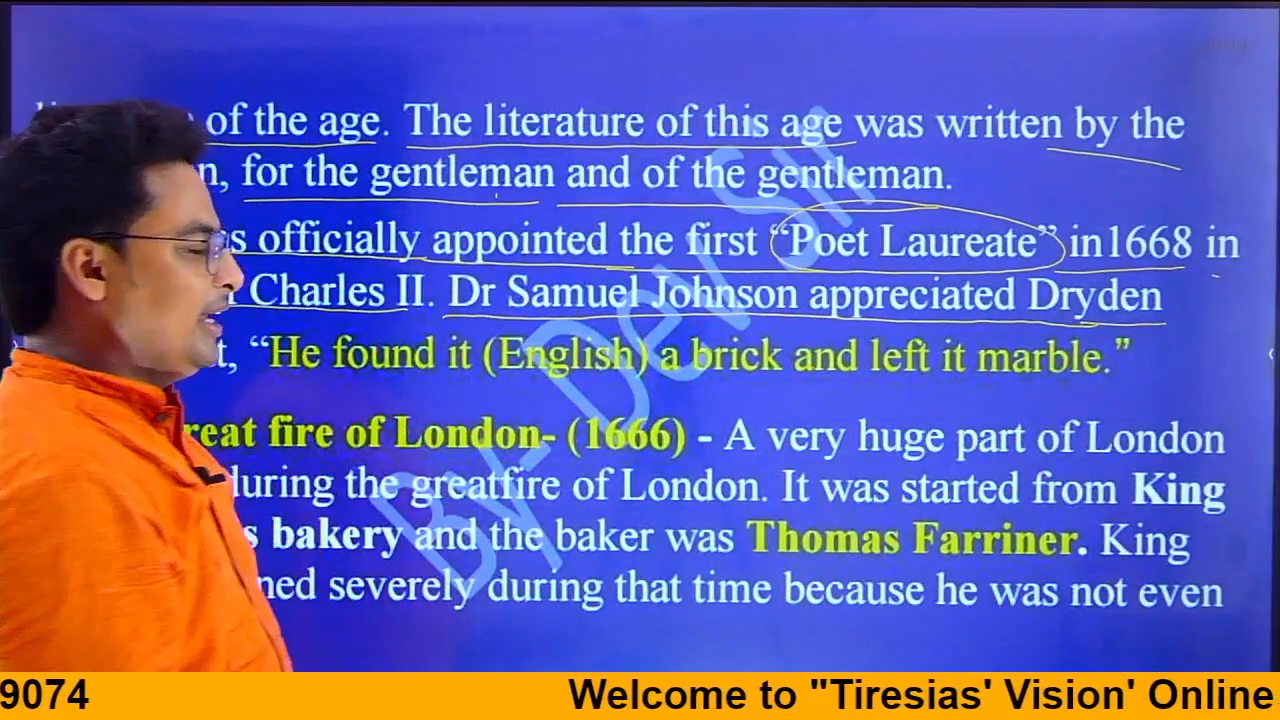 of the age. The literature of this age was written by the
n, for the gentleman and of the gentleman.
s officially appointed the first “Poet Laureate” in1668 in
Charles II. Dr Samuel Johnson appreciated Dryden
t, “He found it (English) a brick and left it marble.”
reat fire of London- (1666) - A very huge part of London
during the greatfire of London. It was started from King
s bakery and the baker was Thomas Farriner. King
ned severely during that time because he was not even
By- Dev Sir
9074
Welcome to "Tiresias' Vision' Online